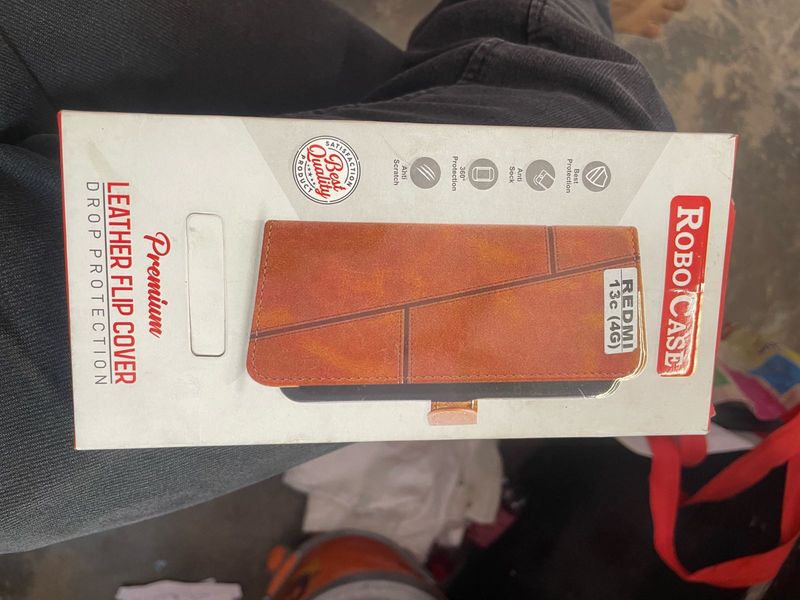 ROBO CASE
Best
Protection
Anti
Sock
360°
Protection
Anti
Scratch
SATISFACTION
Best
Quality
PRODUCT
REDMI
13c (4G)
Premium
LEATHER FLIP COVER
DROP PROTECTION